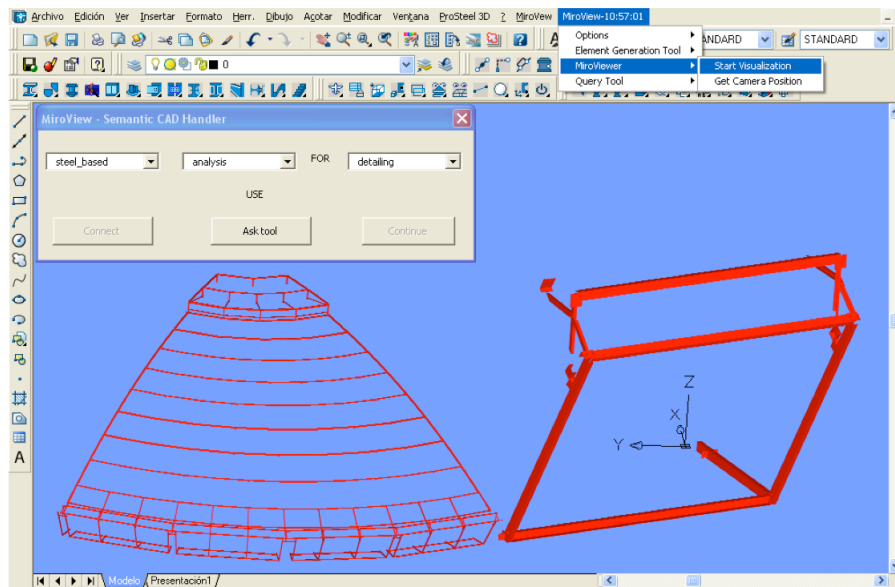 Archivo Edición Ver Insertar Formato Herr. Dibujo Acotar Modificar Ventana ProSteel 3D ? MiroVew MiroView-10:57:01
Options
Element Generation Tool
MiroViewer
Query Tool
Start Visualization
Get Camera Position
ANDARD
STANDARD
0
MiroView - Semantic CAD Handler
steel_based analysis FOR detailing
USE
Connect Ask tool Continue
Z
X
Y
A
Modelo Presentación1